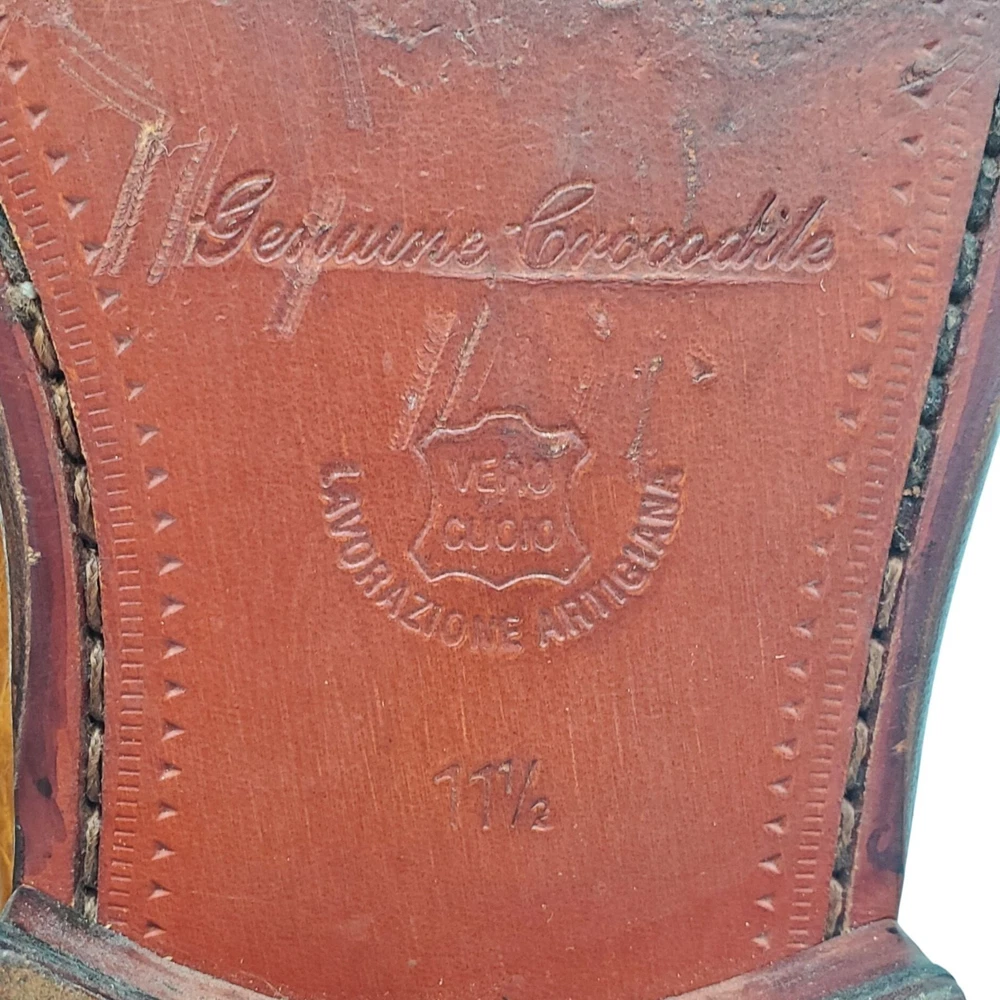 Genuine Crocodile
VERO
CUOIO
LAVORAZIONE ARTIGIANA
11½